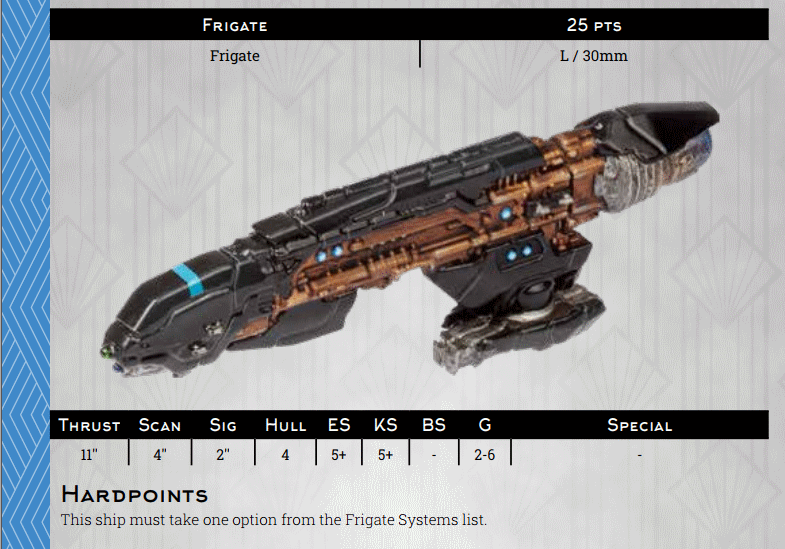 Frigate 25 pts
Frigate L / 30mm
Thrust Scan Sig Hull ES KS BS G Special
11" 4" 2" 4 5+ 5+ - 2-6 -
Hardpoints
This ship must take one option from the Frigate Systems list.